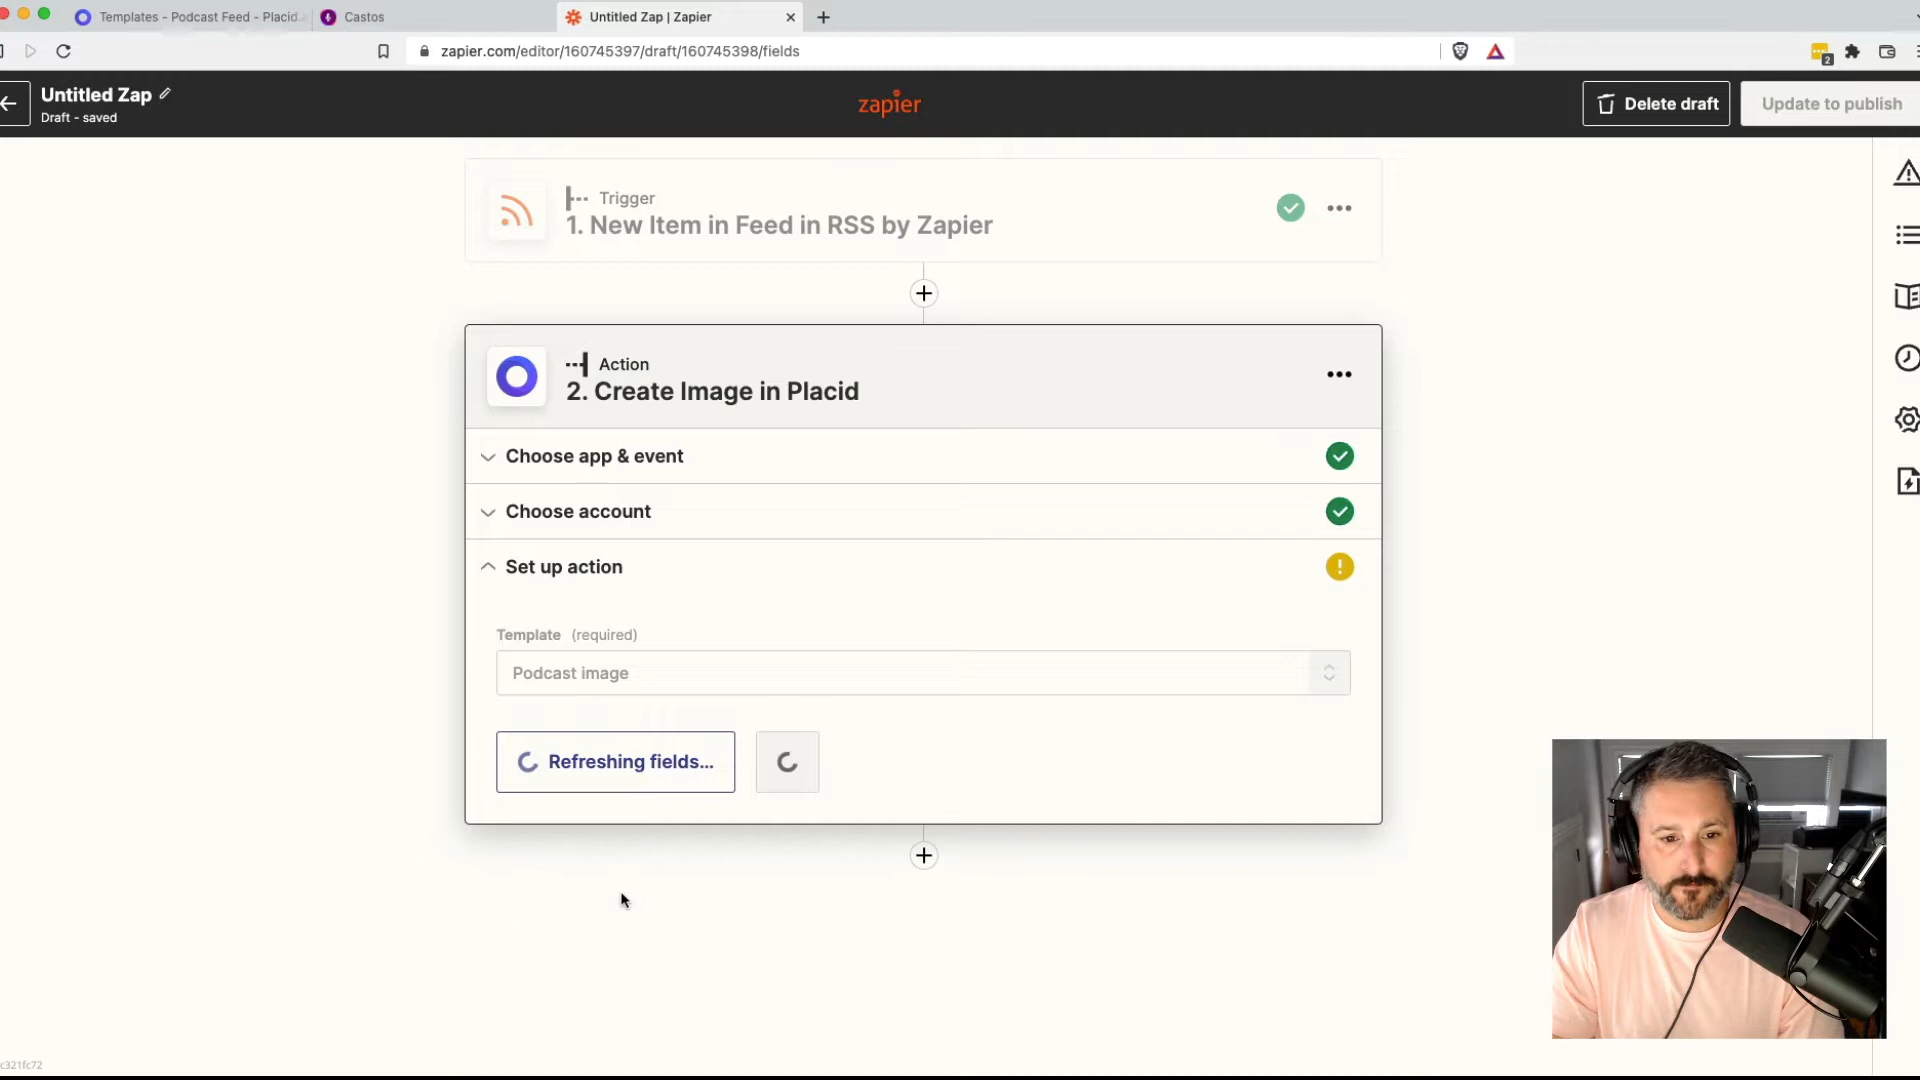 Templates - Podcast Feed - Placid.
Castos
Untitled Zap | Zapier
zapier.com/editor/160745397/draft/160745398/fields
2
Untitled Zap
Draft - saved
zapier
Delete draft
Update to publish
Trigger
1. New Item in Feed in RSS by Zapier
Action
2. Create Image in Placid
Choose app & event
Choose account
Set up action
Template (required)
Podcast image
Refreshing fields...
c321fc72